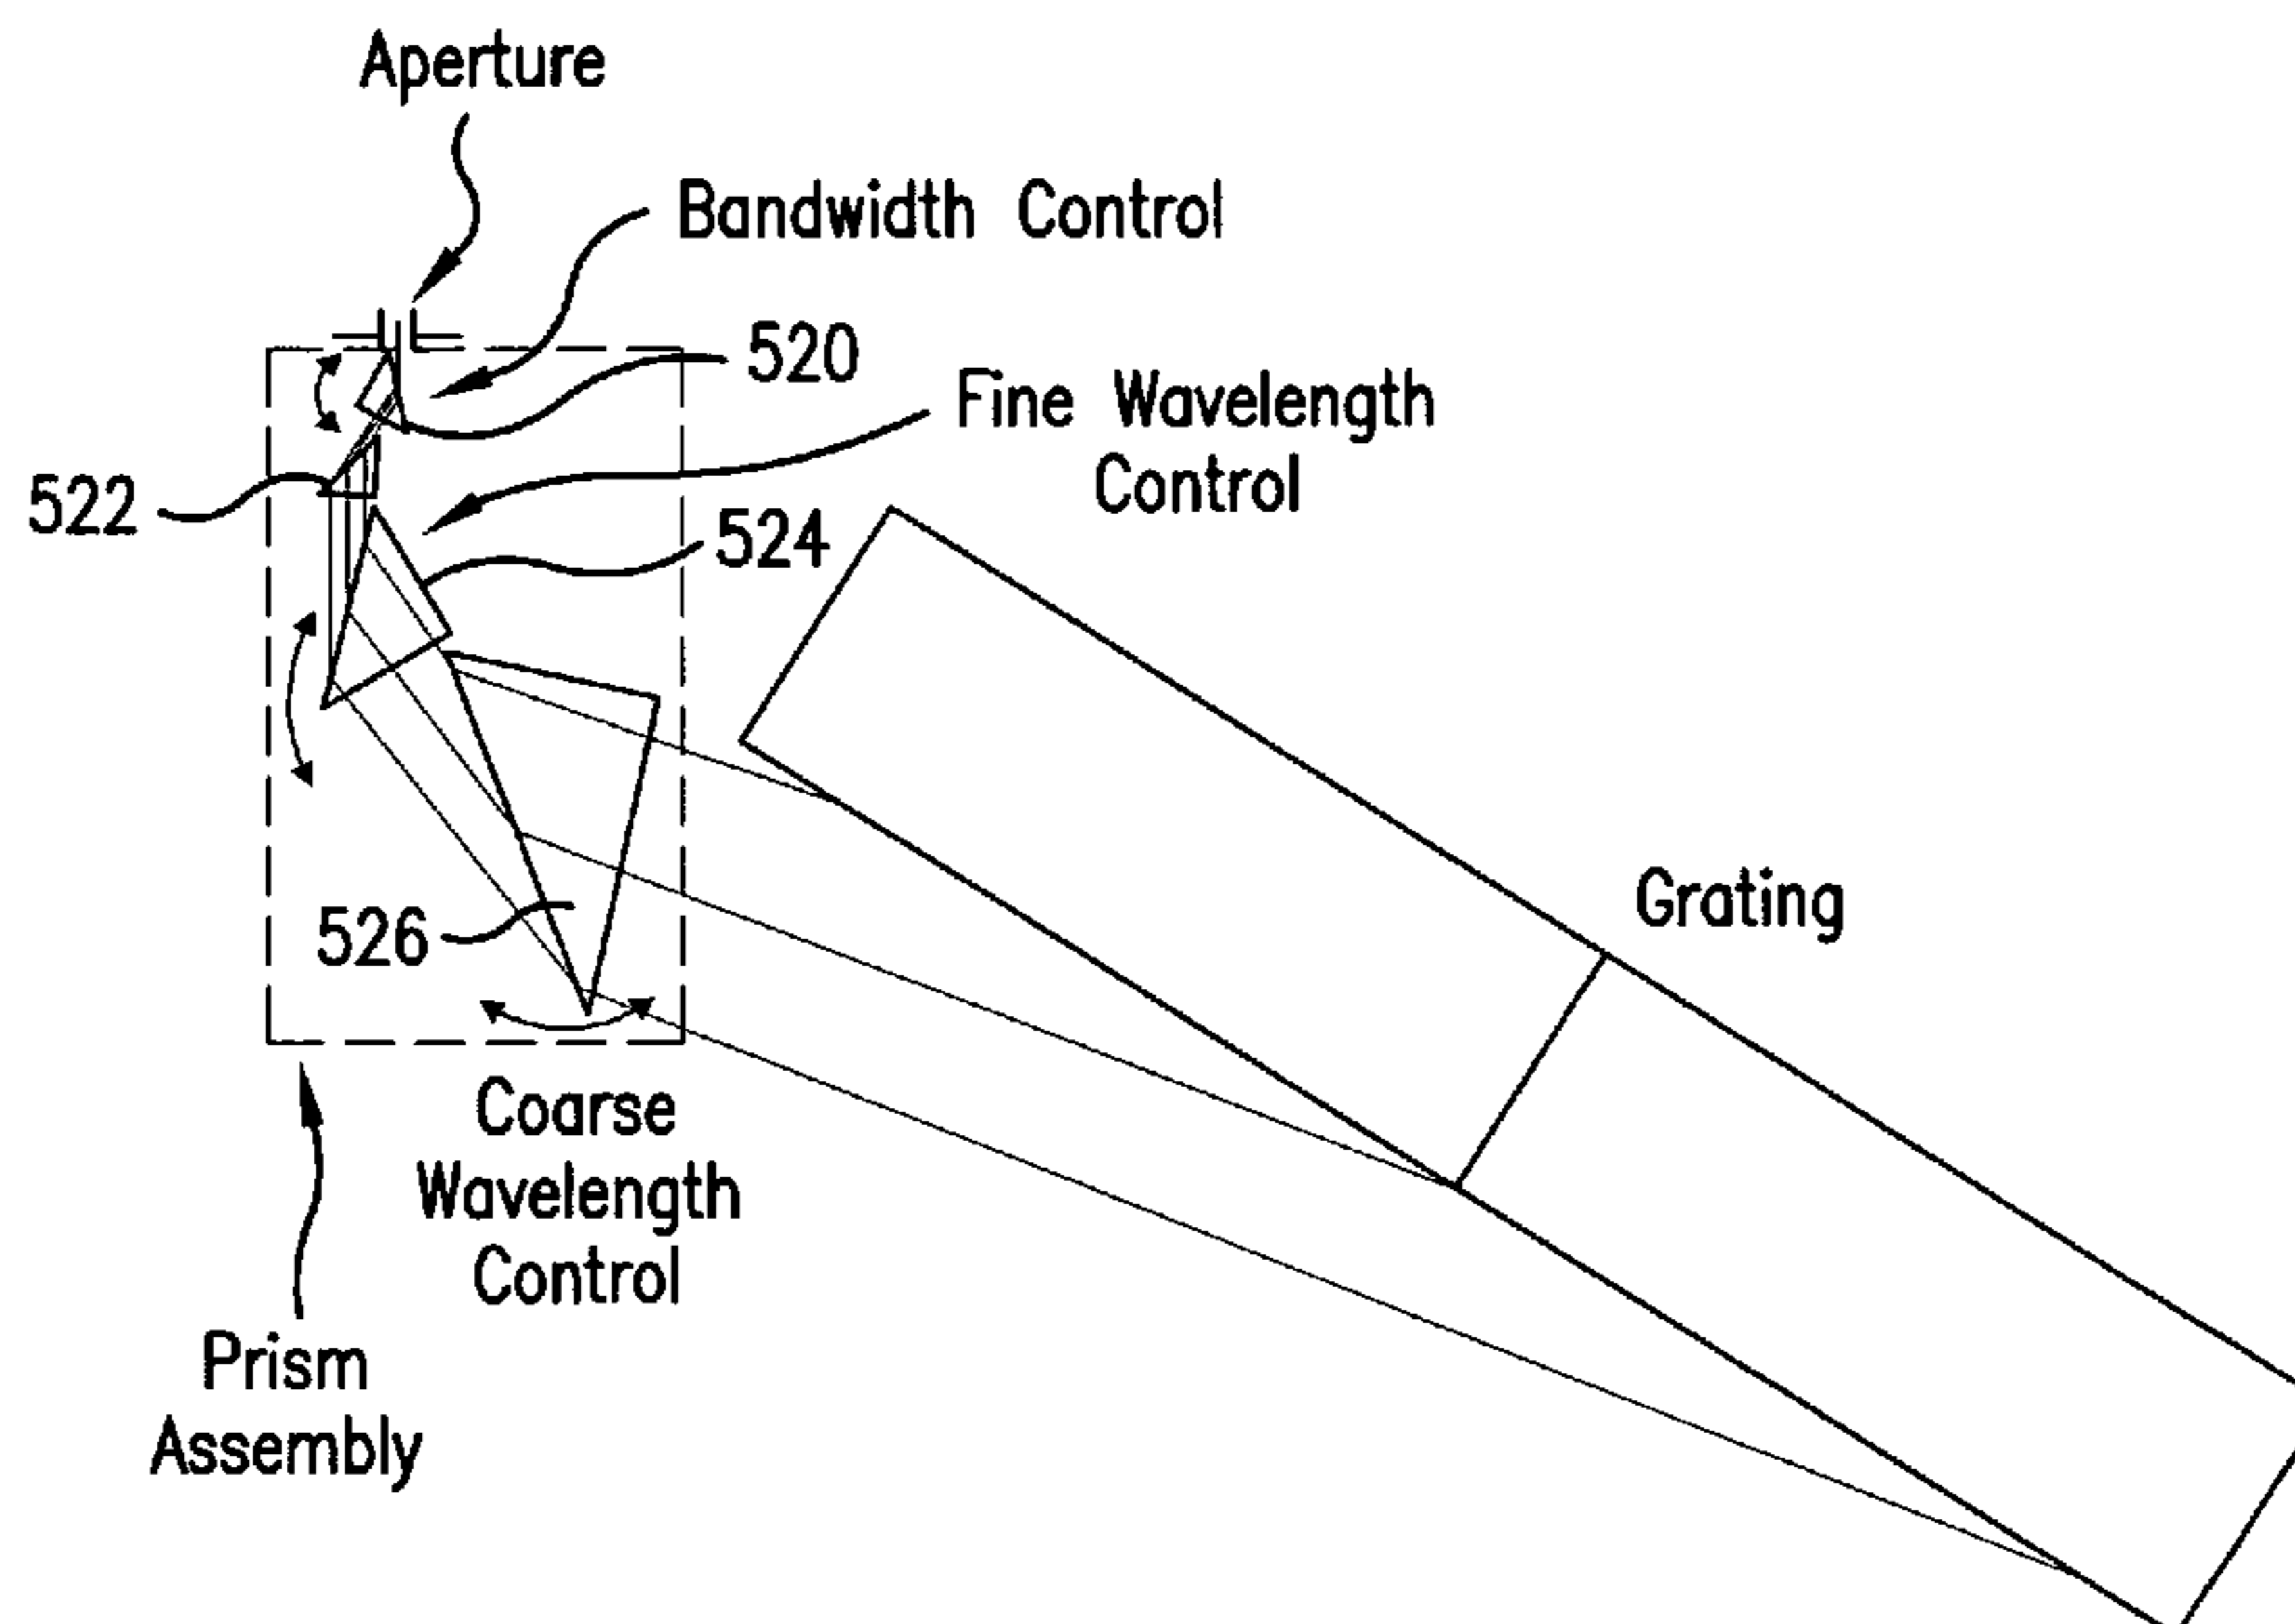 Aperture
Bandwidth Control
520
Fine Wavelength
Control
522
524
Grating
526
Coarse
Wavelength
Control
Prism
Assembly